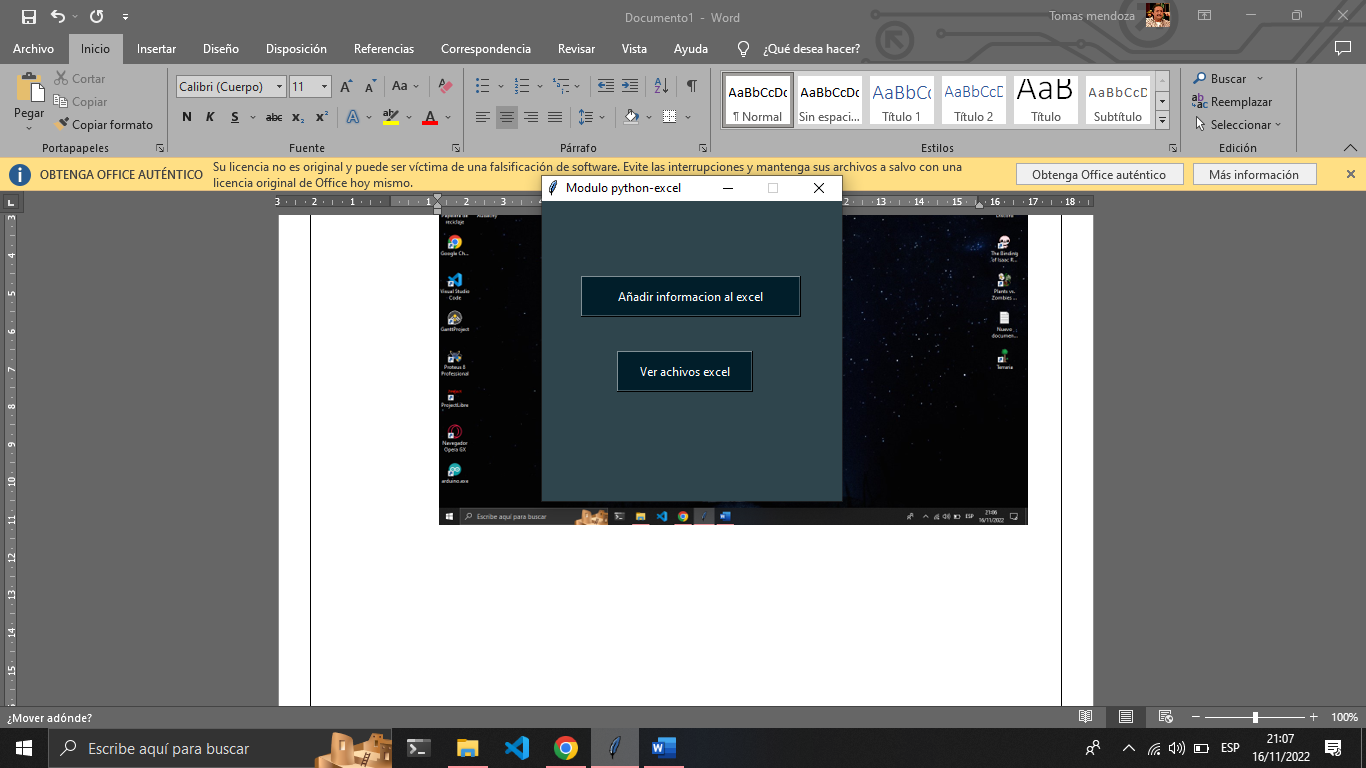 Documento1 - Word
Tomas mendoza
Archivo Inicio Insertar Diseño Disposición Referencias Correspondencia Revisar Vista Ayuda ¿Qué desea hacer?
Pegar
Cortar
Copiar
Copiar formato
Portapapeles
Calibri (Cuerpo) 11
Aa
N K S abc x₂ x²
Fuente
Párrafo
AaBbCcDc
¶ Normal
AaBbCcDc
Sin espaci...
AaBbCc
Título 1
AaBbCcD
Título 2
AaB
Título
AaBbCcD
Subtítulo
Estilos
Buscar
Reemplazar
Seleccionar
Edición
OBTENGA OFFICE AUTÉNTICO
Su licencia no es original y puede ser víctima de una falsificación de software. Evite las interrupciones y mantenga sus archivos a salvo con una
licencia original de Office hoy mismo.
Obtenga Office auténtico
Más información
Modulo python-excel
Añadir informacion al excel
Ver achivos excel
reciclaje
Google Ch...
Visual Studio
Code
GanttProject
Proteus 8
Professional
ProjectLibre
Navegador
Opera GX
arduino.exe
The Binding
of Isaac R...
Plants vs.
Zombies ...
Nuevo
documen...
Terraria
Escribe aquí para buscar
ESP
21:06
16/11/2022
¿Mover adónde?
100%
Escribe aquí para buscar
ESP
21:07
16/11/2022